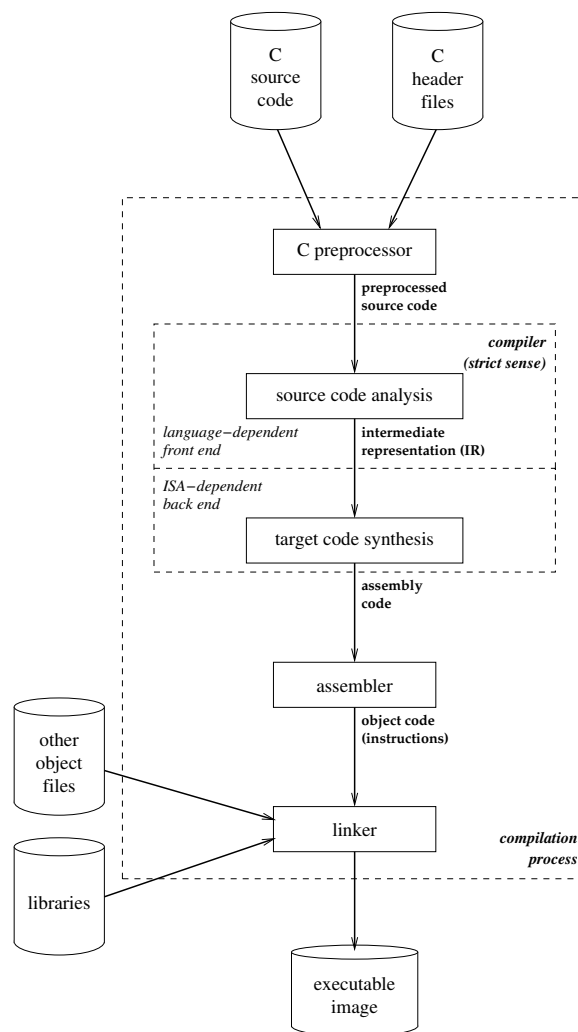 C
source
code
C
header
files
C preprocessor
preprocessed
source code
compiler
(strict sense)
source code analysis
language−dependent
front end
intermediate
representation (IR)
ISA−dependent
back end
target code synthesis
assembly
code
assembler
object code
(instructions)
other
object
files
linker
compilation
process
libraries
executable
image